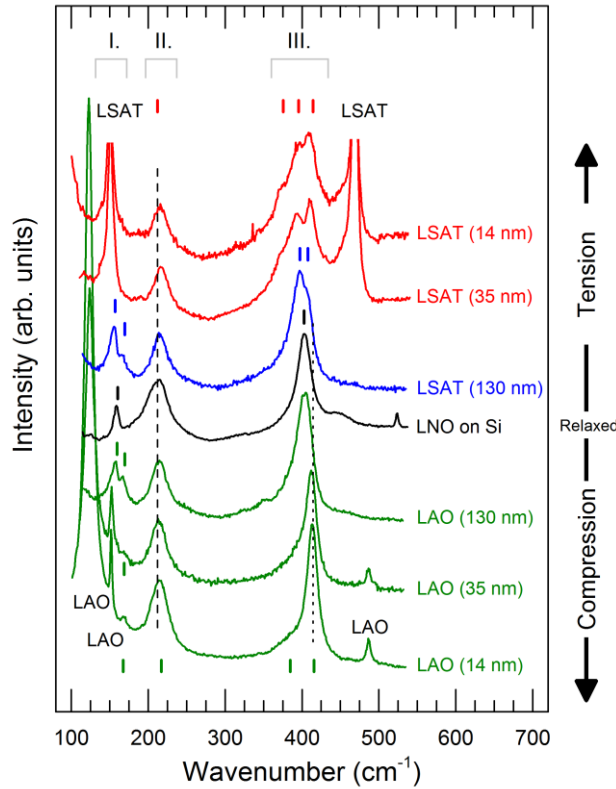 I. II. III.
LSAT LSAT
LSAT (14 nm)
LSAT (35 nm)
LSAT (130 nm)
LNO on Si
LAO (130 nm)
LAO (35 nm)
LAO
LAO LAO
LAO (14 nm)
100 200 300 400 500 600 700
Wavenumber (cm⁻¹)
Intensity (arb. units)
Tension
Relaxed
Compression